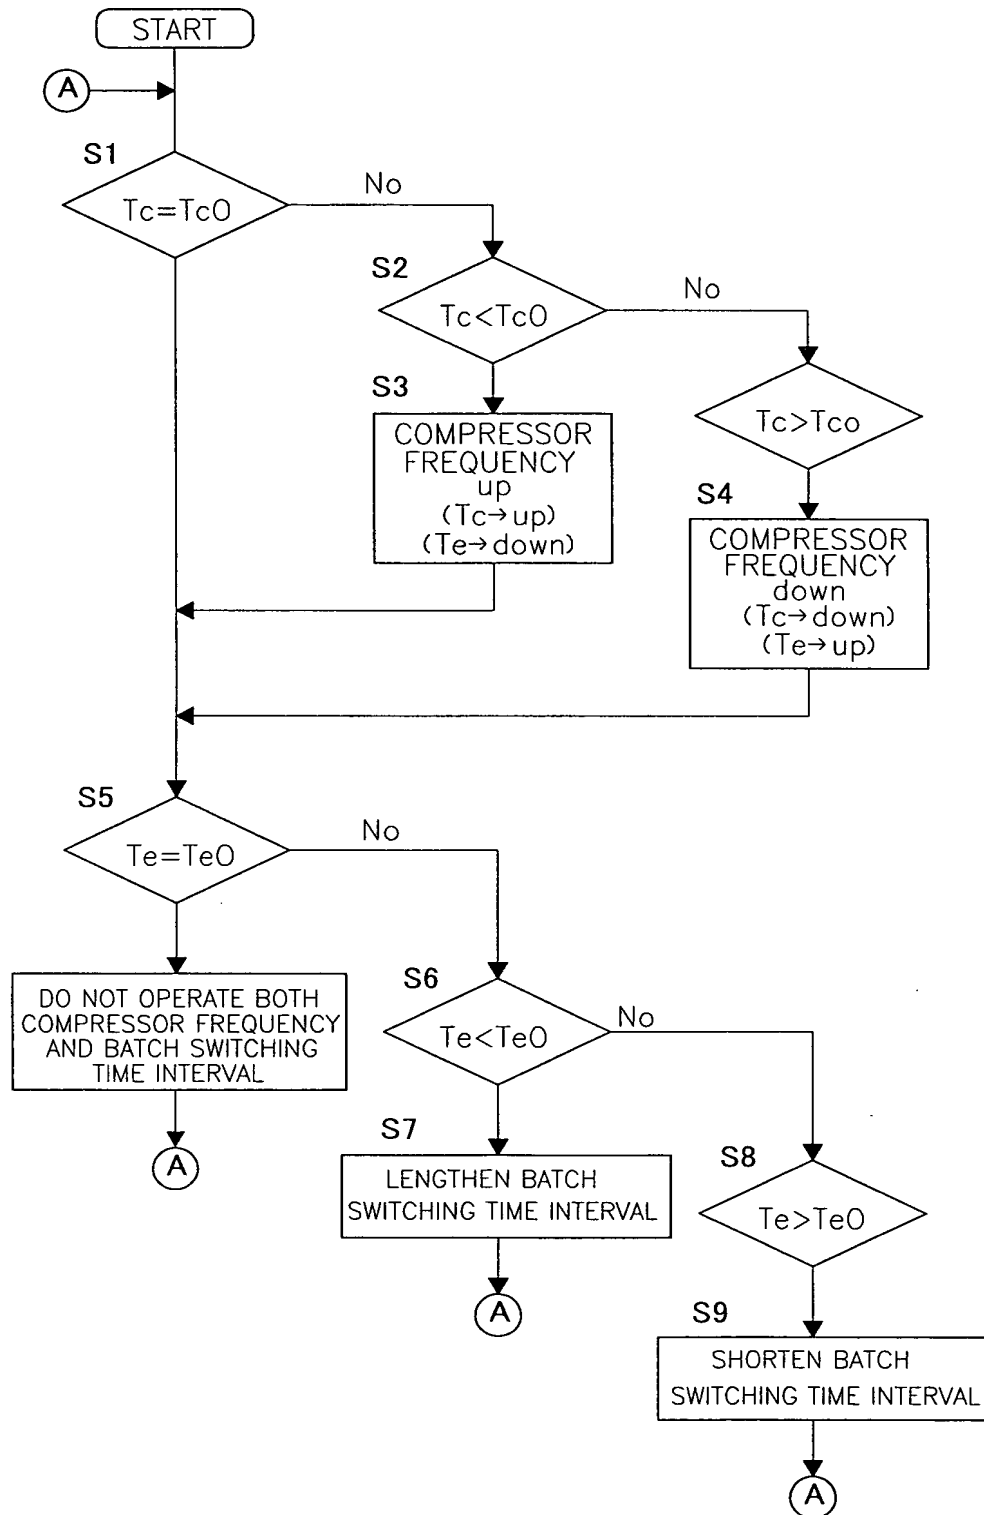 START
A
S1
Tc=Tc0
No
S2
Tc<Tc0
No
S3
COMPRESSOR
FREQUENCY
up
(Tc→up)
(Te→down)
Tc>Tco
S4
COMPRESSOR
FREQUENCY
down
(Tc→down)
(Te→up)
S5
Te=Te0
No
DO NOT OPERATE BOTH
COMPRESSOR FREQUENCY
AND BATCH SWITCHING
TIME INTERVAL
A
S6
Te<Te0
No
S7
LENGTHEN BATCH
SWITCHING TIME INTERVAL
A
S8
Te>Te0
S9
SHORTEN BATCH
SWITCHING TIME INTERVAL
A